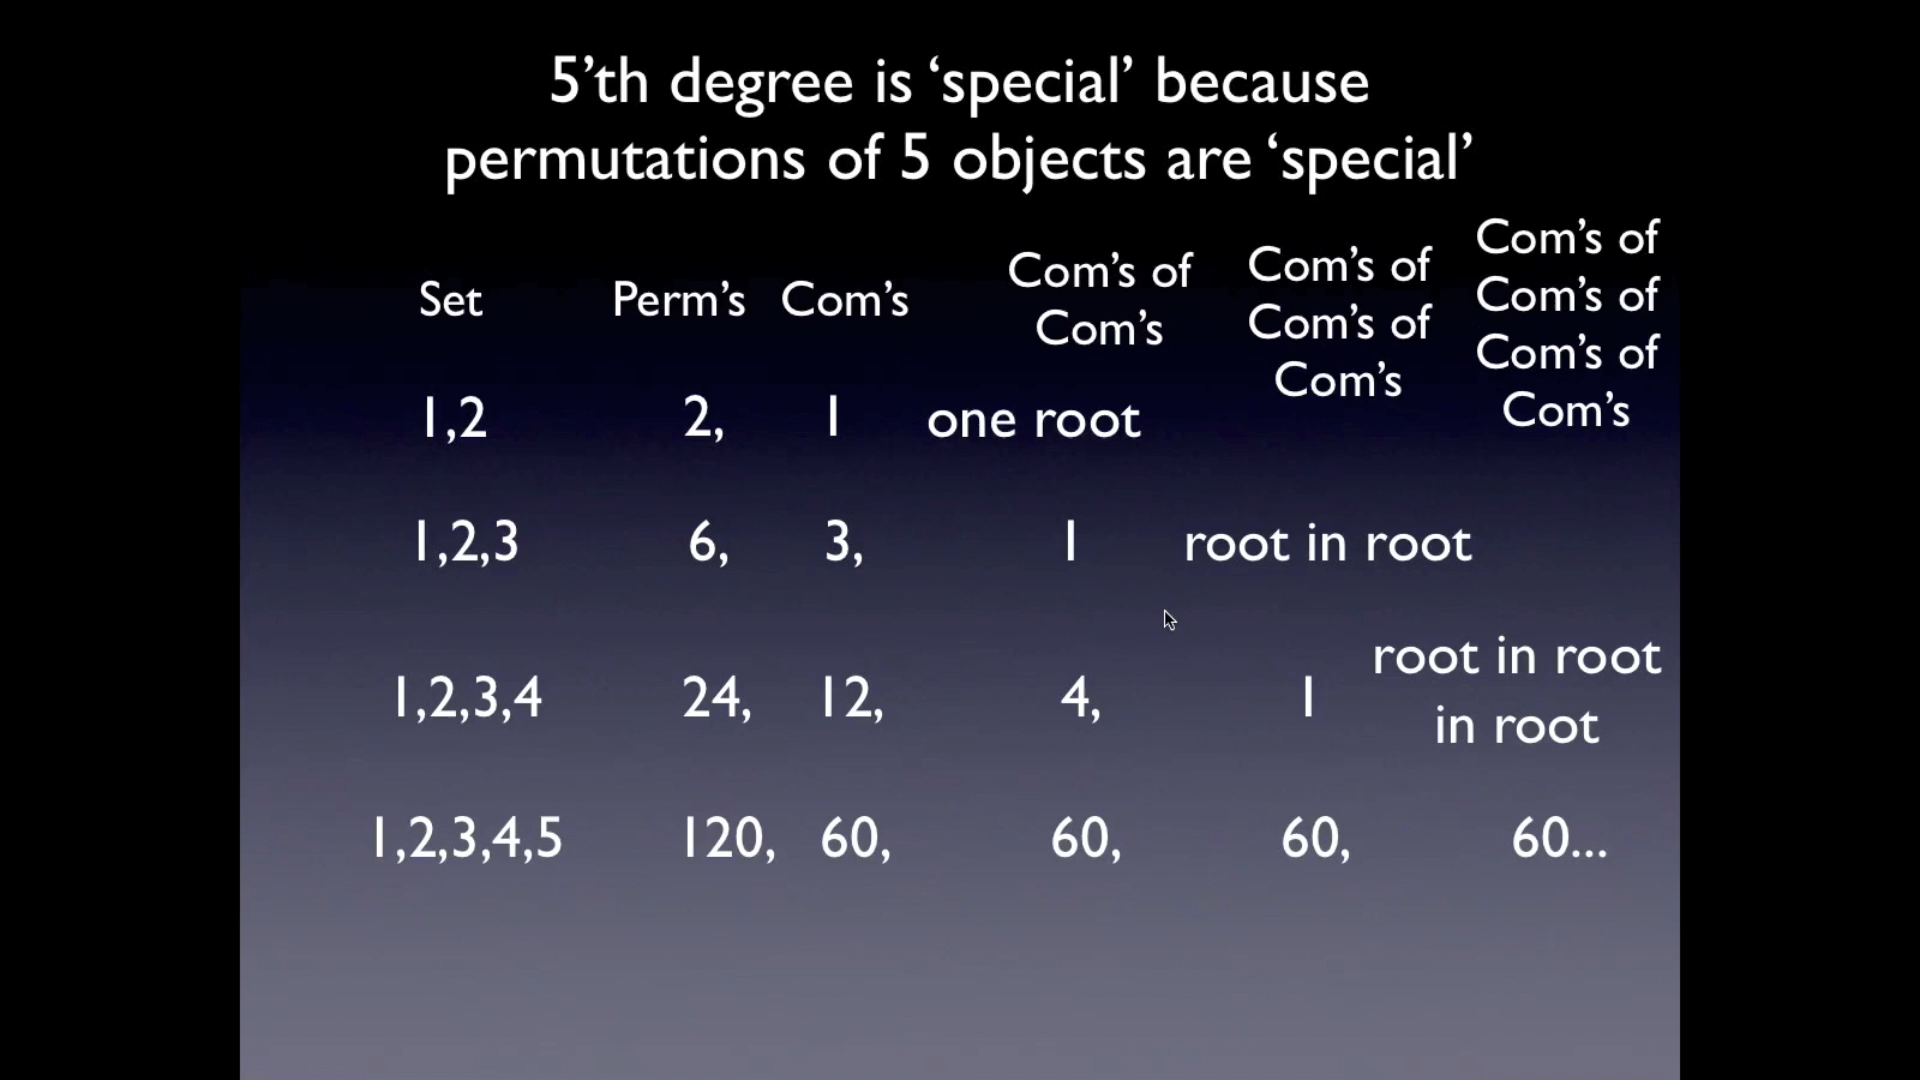 5’th degree is ‘special’ because
permutations of 5 objects are ‘special’
Set Perm’s Com’s
Com’s of
Com’s
Com’s of
Com’s of
Com’s
Com’s of
Com’s of
Com’s of
Com’s
1,2 2, 1 one root
1,2,3 6, 3, 1 root in root
1,2,3,4 24, 12, 4, 1
root in root
in root
1,2,3,4,5 120, 60, 60, 60, 60...